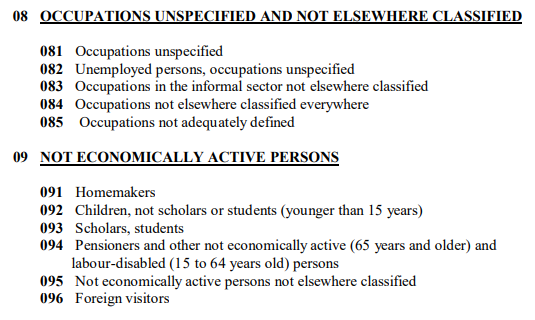 08 OCCUPATIONS UNSPECIFIED AND NOT ELSEWHERE CLASSIFIED
081 Occupations unspecified
082 Unemployed persons, occupations unspecified
083 Occupations in the informal sector not elsewhere classified
084 Occupations not elsewhere classified everywhere
085 Occupations not adequately defined
09 NOT ECONOMICALLY ACTIVE PERSONS
091 Homemakers
092 Children, not scholars or students (younger than 15 years)
093 Scholars, students
094 Pensioners and other not economically active (65 years and older) and
labour-disabled (15 to 64 years old) persons
095 Not economically active persons not elsewhere classified
096 Foreign visitors